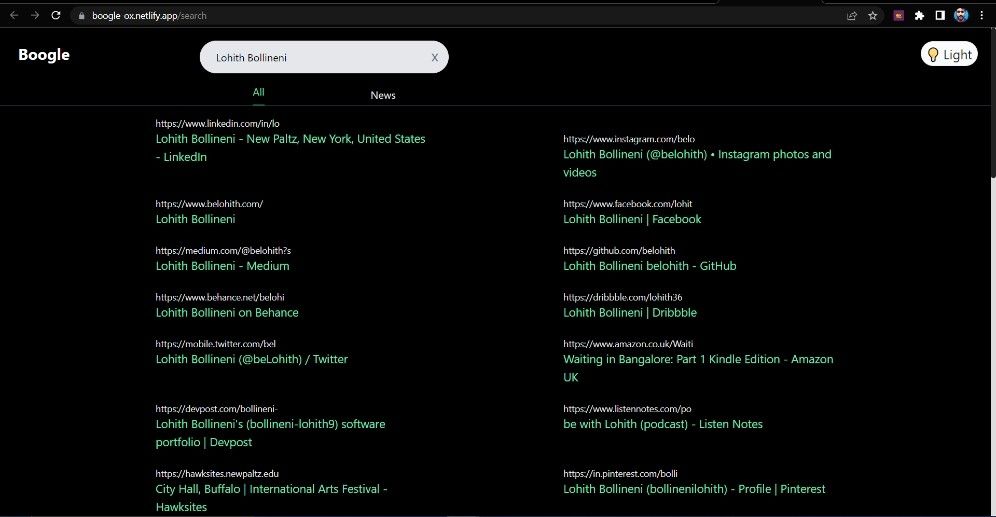 boogle-ox.netlify.app/search
Boogle
Lohith Bollineni
X
Light
All
News
https://www.linkedin.com/in/lo
Lohith Bollineni - New Paltz, New York, United States
- LinkedIn
https://www.instagram.com/belo
Lohith Bollineni (@belohith) • Instagram photos and
videos
https://www.belohith.com/
Lohith Bollineni
https://www.facebook.com/lohit
Lohith Bollineni | Facebook
https://medium.com/@belohith?s
Lohith Bollineni - Medium
https://github.com/belohith
Lohith Bollineni belohith - GitHub
https://www.behance.net/belohi
Lohith Bollineni on Behance
https://dribbble.com/lohith36
Lohith Bollineni | Dribbble
https://mobile.twitter.com/bel
Lohith Bollineni (@beLohith) / Twitter
https://www.amazon.co.uk/Waiti
Waiting in Bangalore: Part 1 Kindle Edition - Amazon
UK
https://devpost.com/bollineni-
Lohith Bollineni's (bollineni-lohith9) software
portfolio | Devpost
https://www.listennotes.com/po
be with Lohith (podcast) - Listen Notes
https://hawksites.newpaltz.edu
City Hall, Buffalo | International Arts Festival -
Hawksites
https://in.pinterest.com/bolli
Lohith Bollineni (bollinenilohith) - Profile | Pinterest